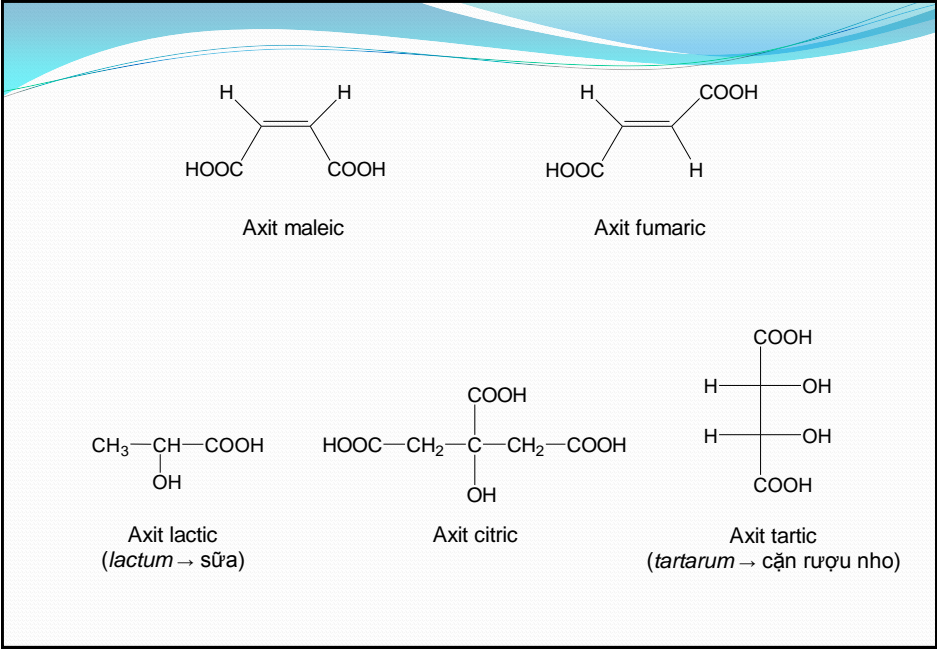 H H
HOOC COOH
Axit maleic
H COOH
HOOC H
Axit fumaric
CH₃—CH—COOH
OH
Axit lactic
(lactum → sữa)
COOH
HOOC—CH₂—C—CH₂—COOH
OH
Axit citric
COOH
H OH
H OH
COOH
Axit tartic
(tartarum → cặn rượu nho)